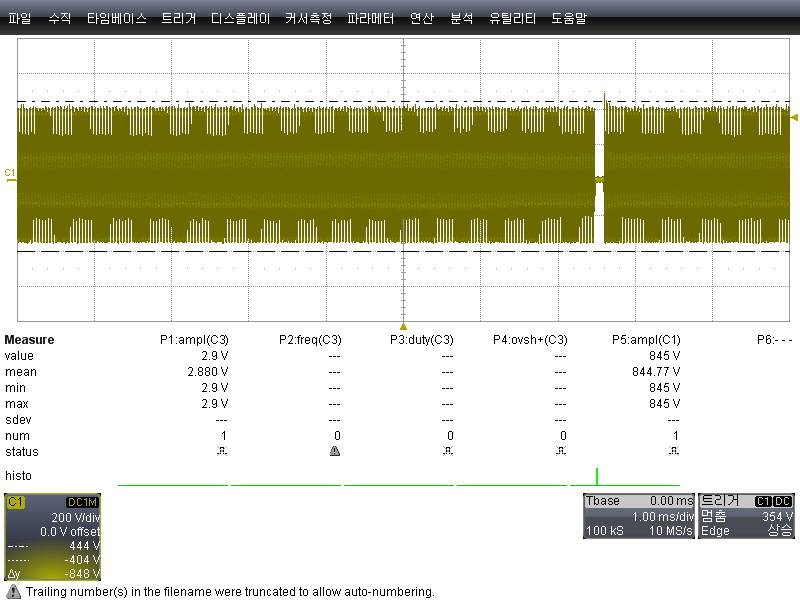 파일 수직 타임베이스 트리거 디스플레이 커서측정 파라메터 연산 분석 유틸리티 도움말
C1
Measure P1:ampl(C3) P2:freq(C3) P3:duty(C3) P4:ovsh+(C3) P5:ampl(C1) P6:- - -
value 2.9 V --- --- --- 845 V
mean 2.880 V --- --- --- 844.77 V
min 2.9 V --- --- --- 845 V
max 2.9 V --- --- --- 845 V
sdev --- --- --- --- ---
num 1 0 0 0 1
status
histo
C1 DC1M
200 V/div
0.0 V offset
444 V
-404 V
Δy -848 V
Tbase 0.00 ms
1.00 ms/div
100 kS 10 MS/s
트리거 C1 DC
멈춤 354 V
Edge 상승
Trailing number(s) in the filename were truncated to allow auto-numbering.